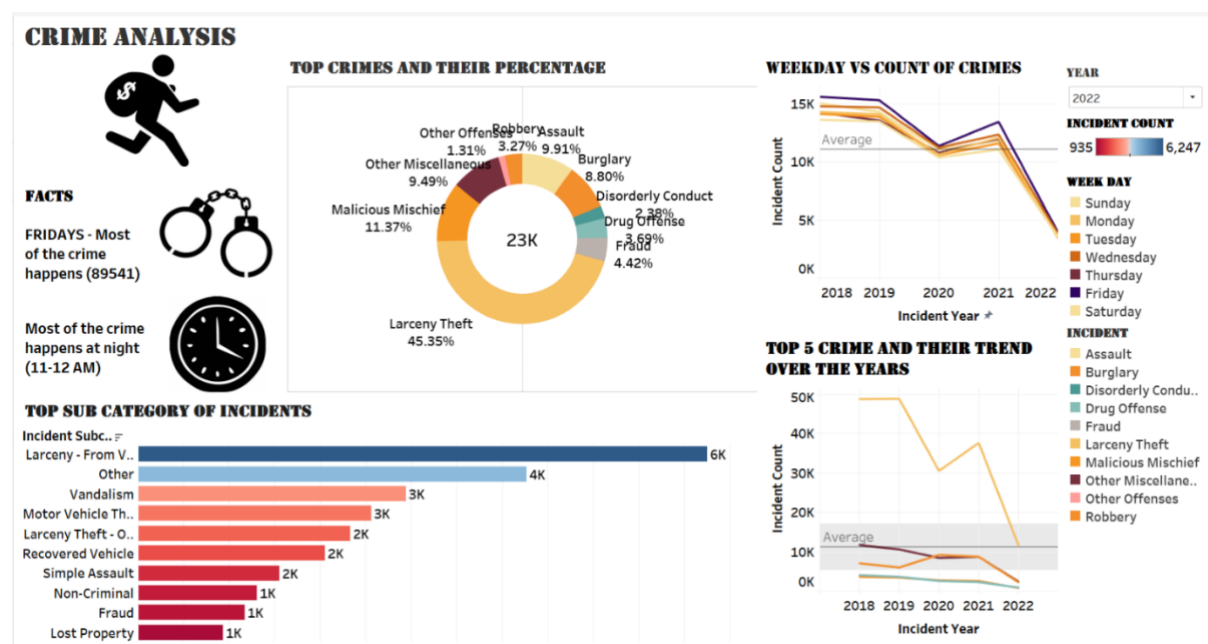 CRIME ANALYSIS
$
FACTS
FRIDAYS - Most
of the crime
happens (89541)
Most of the crime
happens at night
(11-12 AM)
TOP CRIMES AND THEIR PERCENTAGE
Robbery
3.27%
Assault
9.91%
Burglary
8.80%
Disorderly Conduct
2.38%
Drug Offense
3.69%
Fraud
4.42%
Larceny Theft
45.35%
Malicious Mischief
11.37%
Other Miscellaneous
9.49%
Other Offenses
1.31%
23K
WEEKDAY VS COUNT OF CRIMES
Incident Count
15K
10K
5K
0K
Average
2018 2019 2020 2021 2022
Incident Year
YEAR
2022
INCIDENT COUNT
935 6,247
WEEK DAY
Sunday
Monday
Tuesday
Wednesday
Thursday
Friday
Saturday
INCIDENT
Assault
Burglary
Disorderly Condu..
Drug Offense
Fraud
Larceny Theft
Malicious Mischief
Other Miscellane..
Other Offenses
Robbery
TOP 5 CRIME AND THEIR TREND
OVER THE YEARS
Incident Count
50K
40K
30K
20K
10K
0K
Average
2018 2019 2020 2021 2022
Incident Year
TOP SUB CATEGORY OF INCIDENTS
Incident Subc..
Larceny - From V.. 6K
Other 4K
Vandalism 3K
Motor Vehicle Th.. 3K
Larceny Theft - O.. 2K
Recovered Vehicle 2K
Simple Assault 2K
Non-Criminal 1K
Fraud 1K
Lost Property 1K